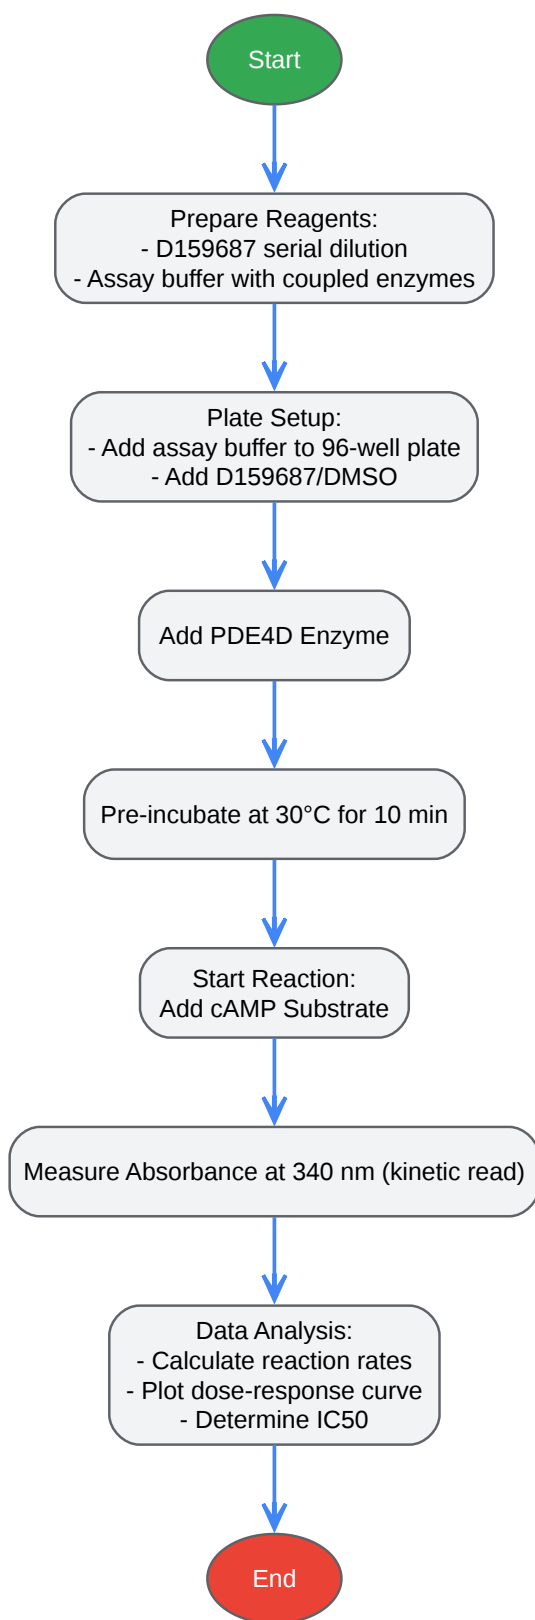 Start
Prepare Reagents:
- D159687 serial dilution
- Assay buffer with coupled enzymes
Plate Setup:
- Add assay buffer to 96-well plate
- Add D159687/DMSO
Add PDE4D Enzyme
Pre-incubate at 30°C for 10 min
Start Reaction:
Add cAMP Substrate
Measure Absorbance at 340 nm (kinetic read)
Data Analysis:
- Calculate reaction rates
- Plot dose-response curve
- Determine IC50
End